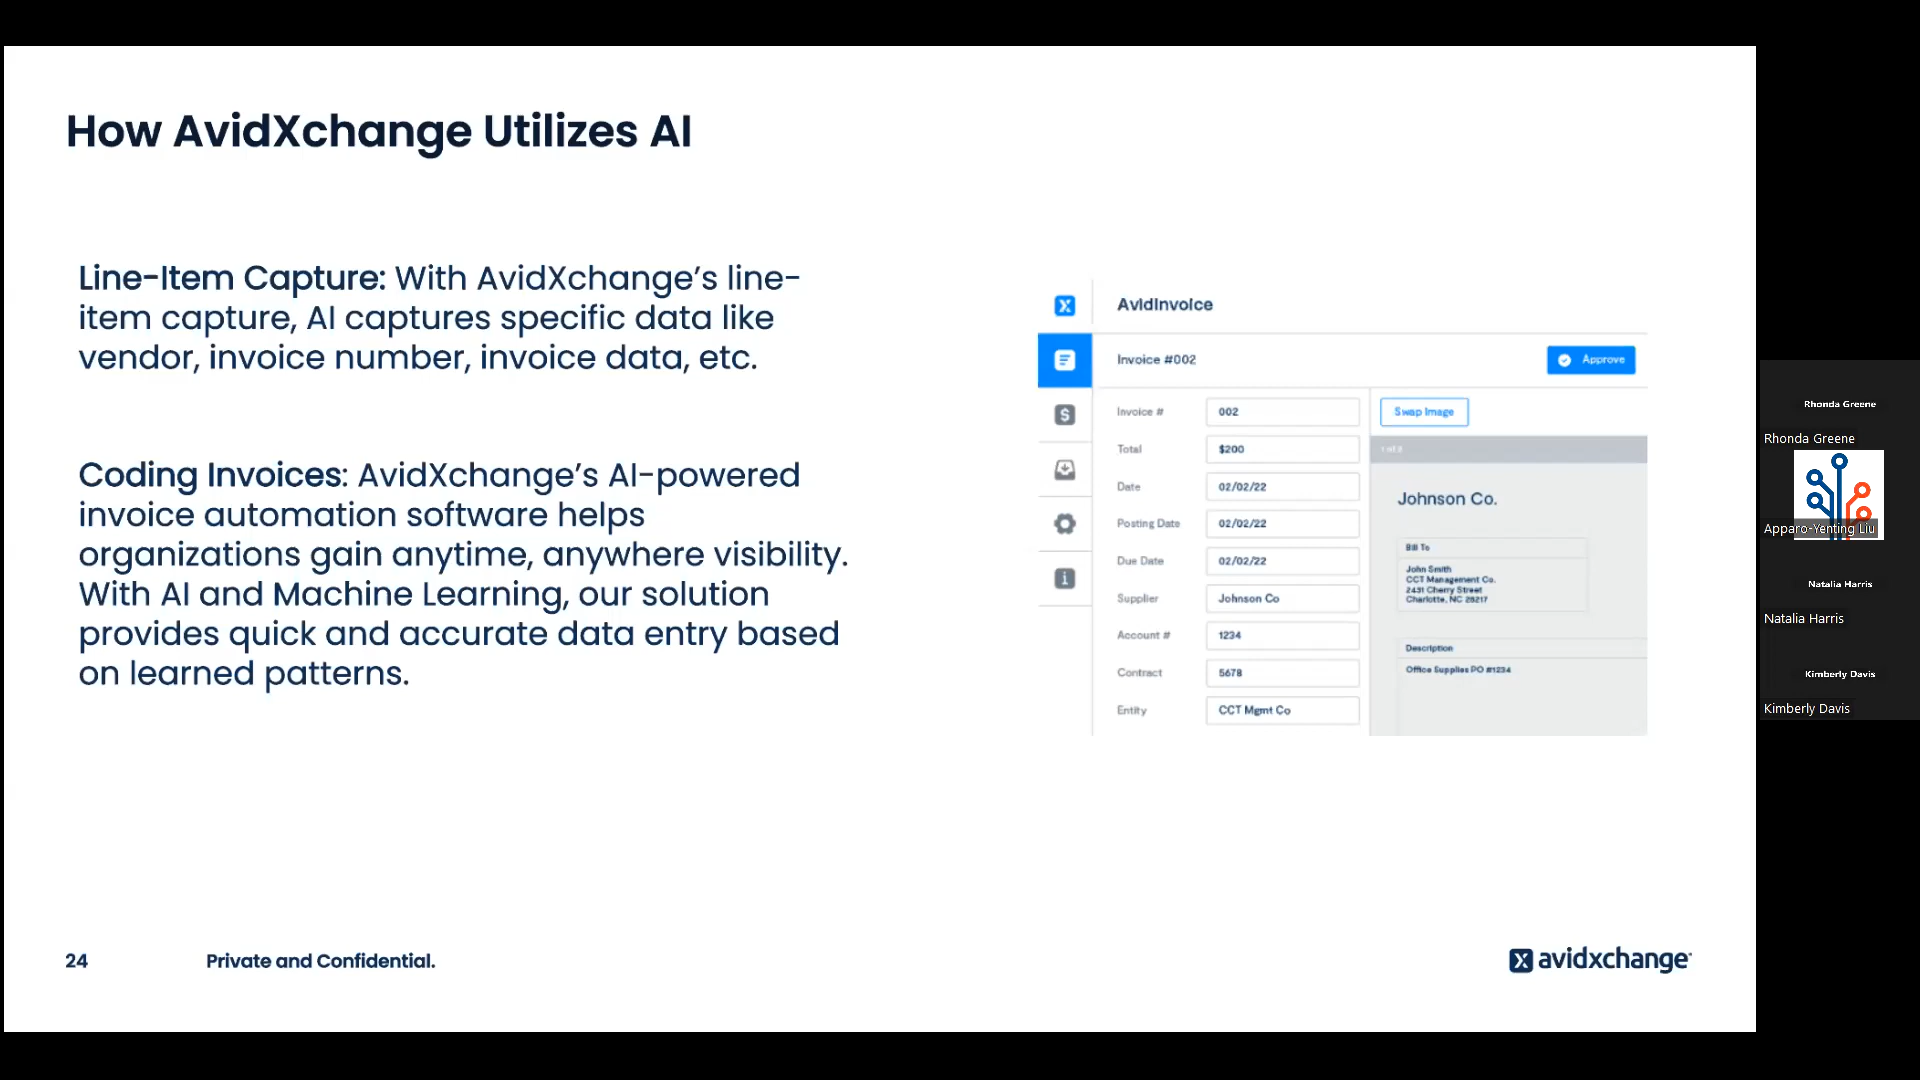 How AvidXchange Utilizes AI
Line-Item Capture: With AvidXchange’s line-
item capture, AI captures specific data like
vendor, invoice number, invoice data, etc.
Coding Invoices: AvidXchange’s AI-powered
invoice automation software helps
organizations gain anytime, anywhere visibility.
With AI and Machine Learning, our solution
provides quick and accurate data entry based
on learned patterns.
AvidInvoice
Invoice #002
Approve
Invoice # 002
Total $200
Date 02/02/22
Posting Date 02/02/22
Due Date 02/02/22
Supplier Johnson Co
Account # 1234
Contract 5678
Entity CCT Mgmt Co
Swap Image
1 of 2
Johnson Co.
Bill To
John Smith
CCT Management Co.
2431 Cherry Street
Charlotte, NC 28217
Description
Office Supplies PO #1234
24
Private and Confidential.
avidxchange
Rhonda Greene
Rhonda Greene
Apparo-Yenting Liu
Natalia Harris
Natalia Harris
Kimberly Davis
Kimberly Davis